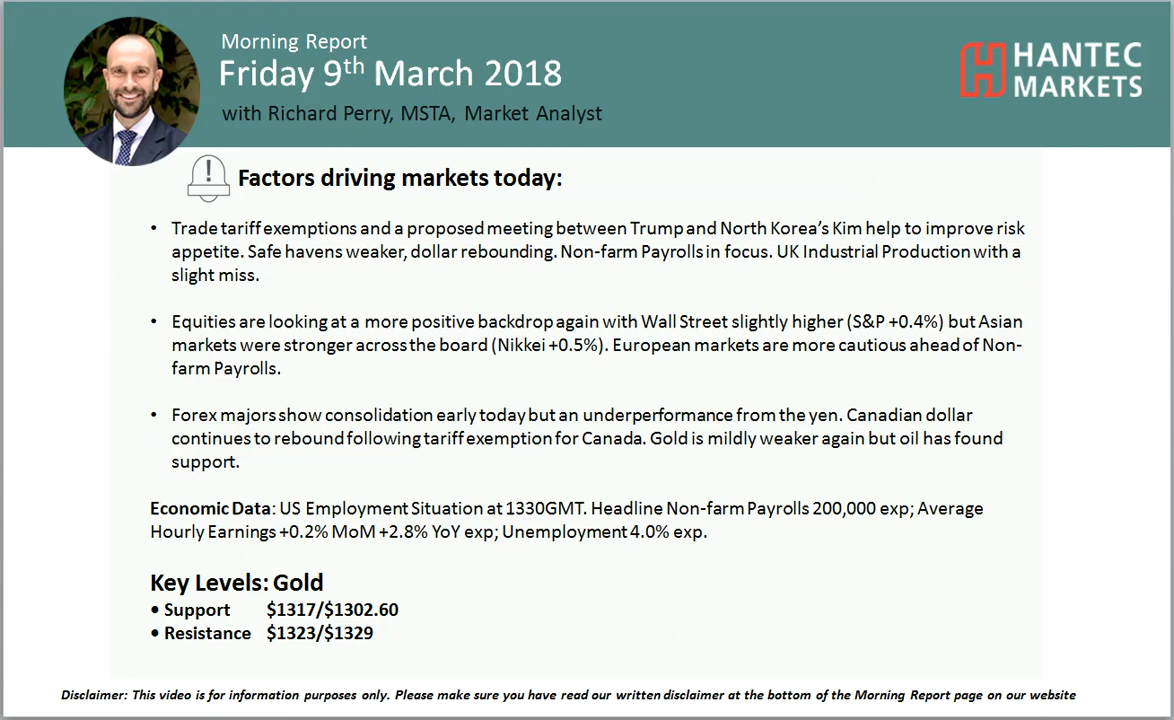 Morning Report
Friday 9th March 2018
with Richard Perry, MSTA, Market Analyst
HANTEC
MARKETS
Factors driving markets today:
• Trade tariff exemptions and a proposed meeting between Trump and North Korea's Kim help to improve risk
appetite. Safe havens weaker, dollar rebounding. Non-farm Payrolls in focus. UK Industrial Production with a
slight miss.
• Equities are looking at a more positive backdrop again with Wall Street slightly higher (S&P +0.4%) but Asian
markets were stronger across the board (Nikkei +0.5%). European markets are more cautious ahead of Non-
farm Payrolls.
• Forex majors show consolidation early today but an underperformance from the yen. Canadian dollar
continues to rebound following tariff exemption for Canada. Gold is mildly weaker again but oil has found
support.
Economic Data: US Employment Situation at 1330GMT. Headline Non-farm Payrolls 200,000 exp; Average
Hourly Earnings +0.2% MoM +2.8% YoY exp; Unemployment 4.0% exp.
Key Levels: Gold
• Support $1317/$1302.60
• Resistance $1323/$1329
Disclaimer: This video is for information purposes only. Please make sure you have read our written disclaimer at the bottom of the Morning Report page on our website